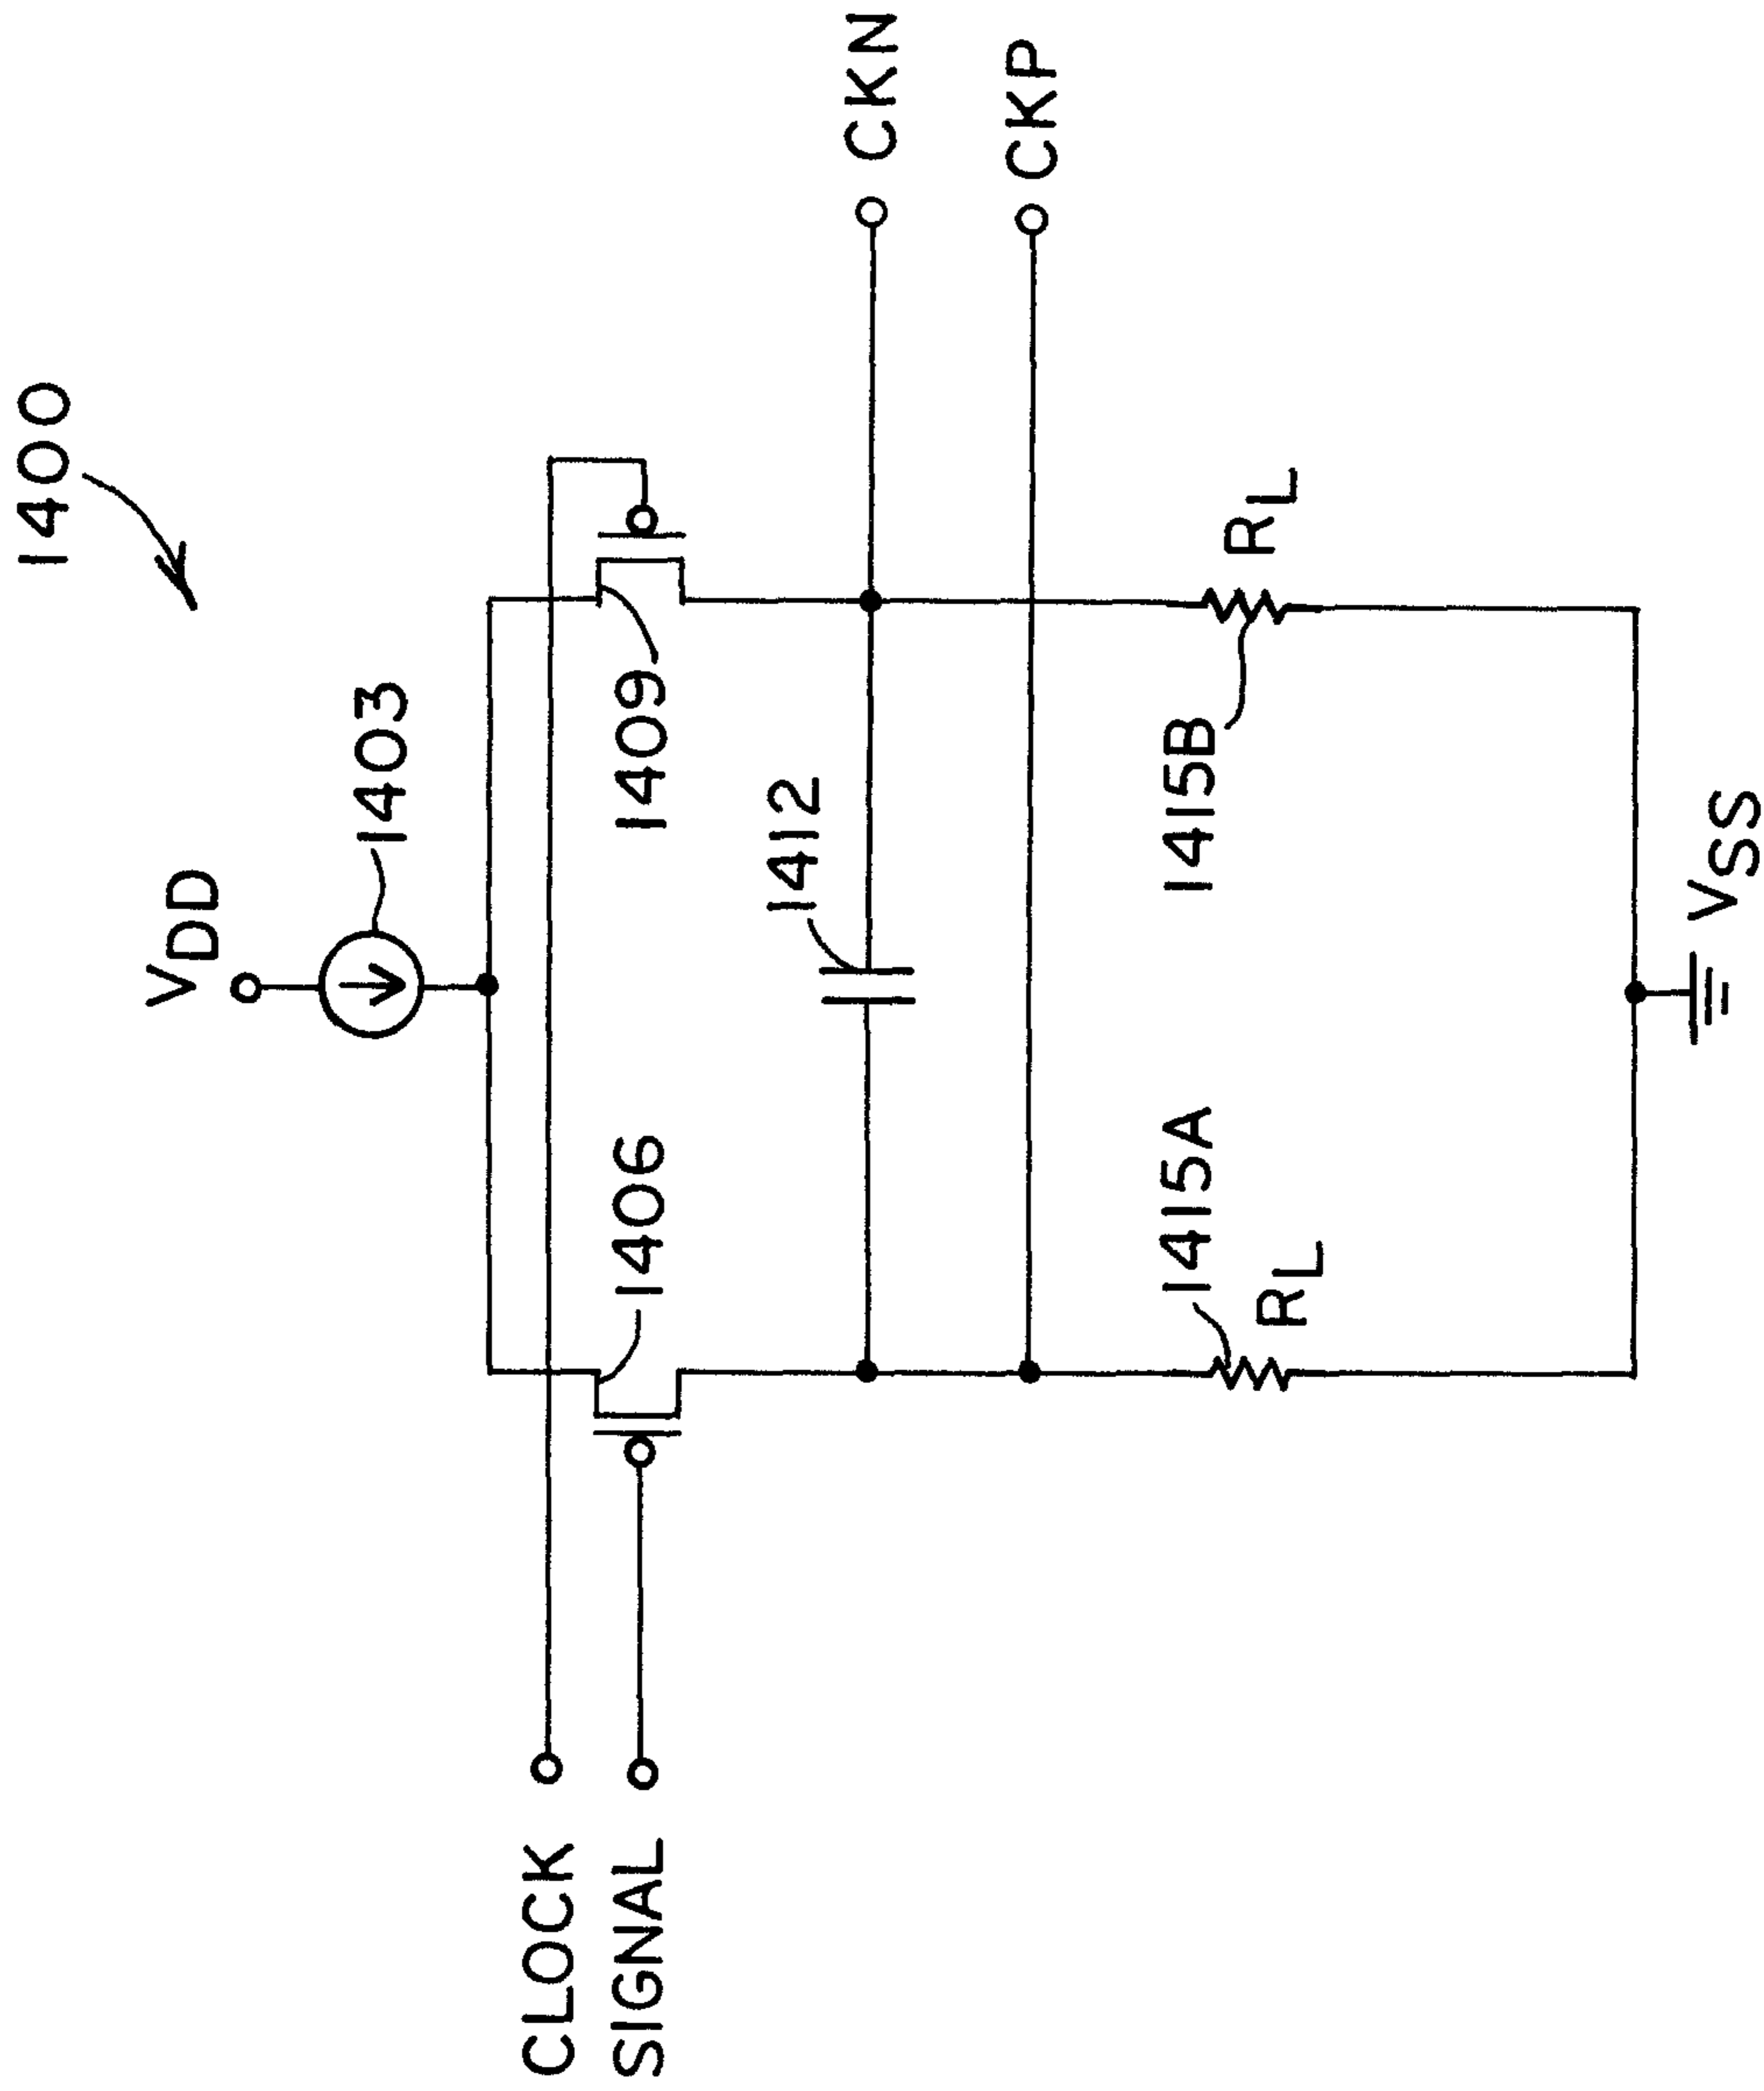 1400
VDD
1403
CLOCK
SIGNAL
1406
1409
1412
CKN
CKP
1415A
RL
1415B
RL
VSS